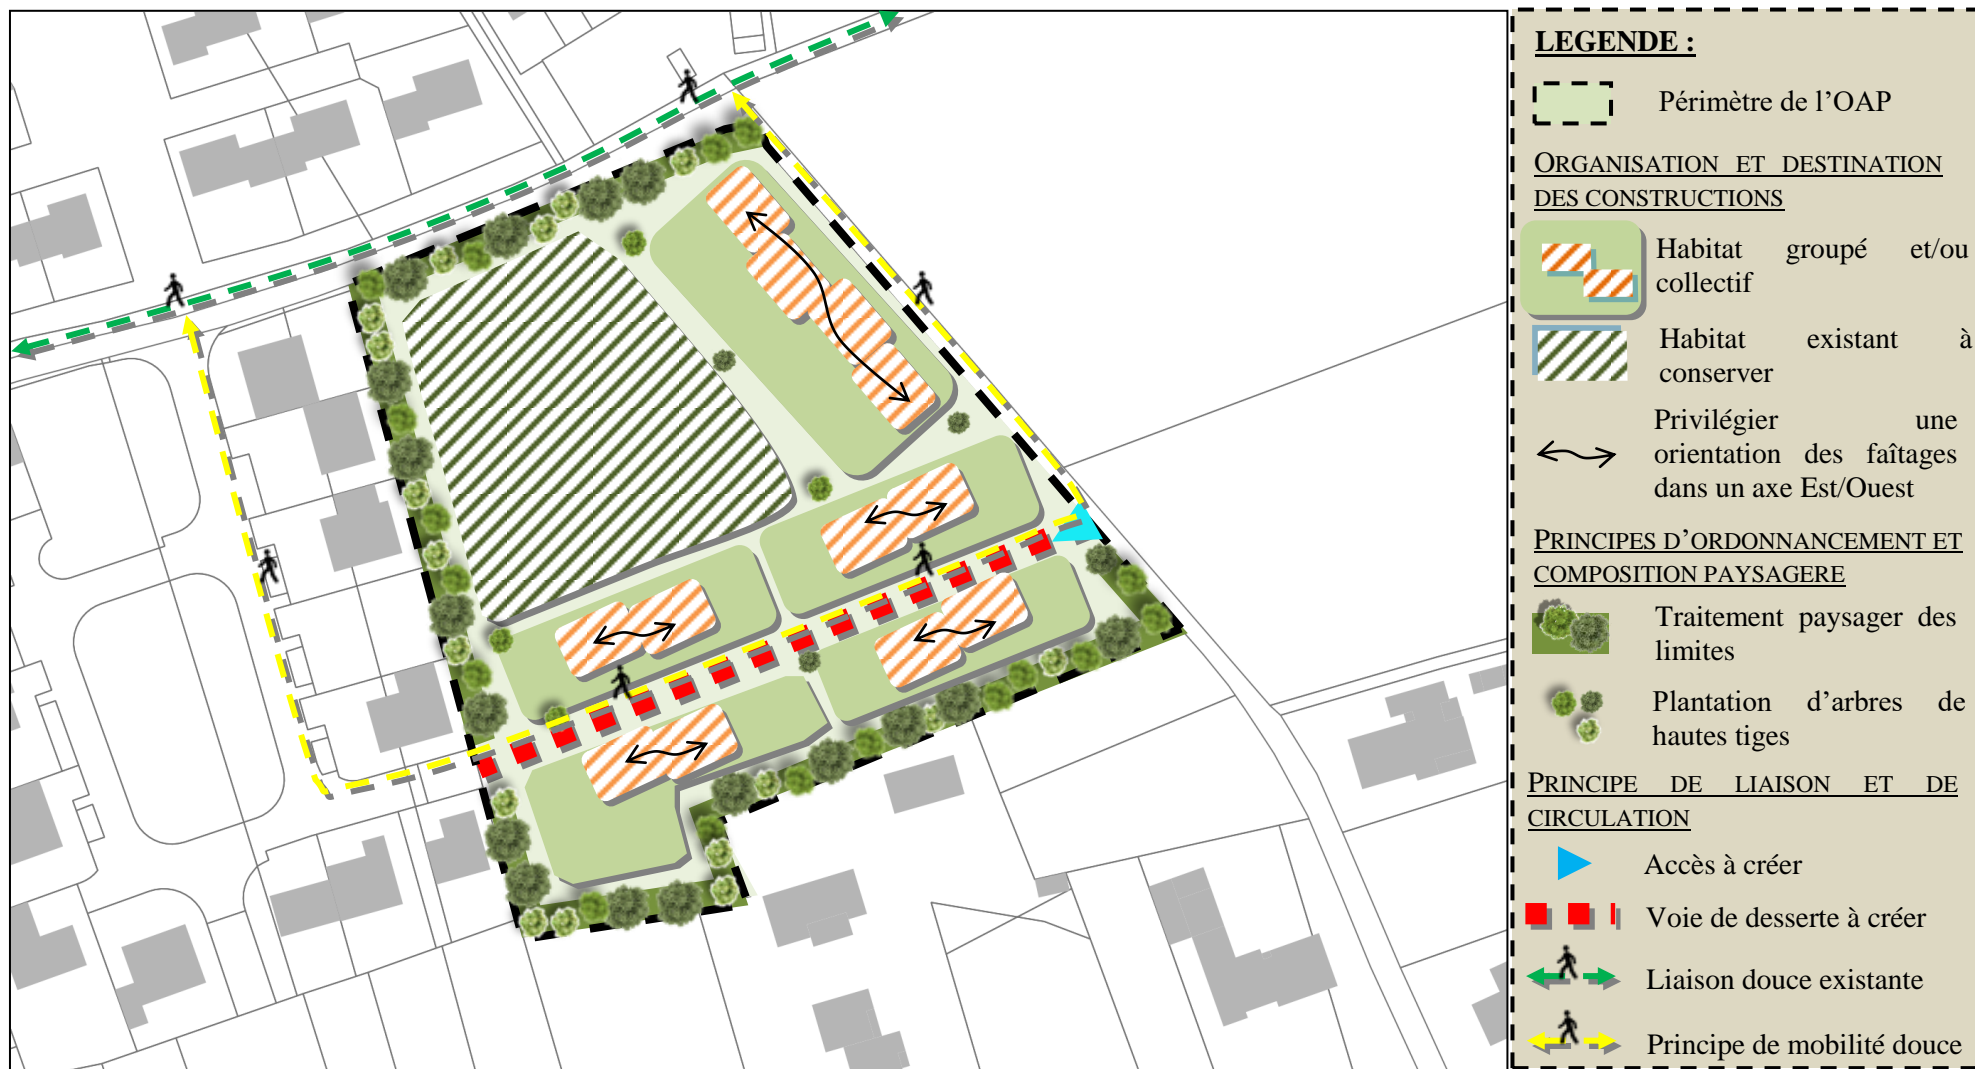 LEGENDE :
Périmètre de l’OAP
ORGANISATION ET DESTINATION
DES CONSTRUCTIONS
Habitat groupé et/ou
collectif
Habitat existant à
conserver
Privilégier une
orientation des faîtages
dans un axe Est/Ouest
PRINCIPES D’ORDONNANCEMENT ET
COMPOSITION PAYSAGERE
Traitement paysager des
limites
Plantation d’arbres de
hautes tiges
PRINCIPE DE LIAISON ET DE
CIRCULATION
Accès à créer
Voie de desserte à créer
Liaison douce existante
Principe de mobilité douce